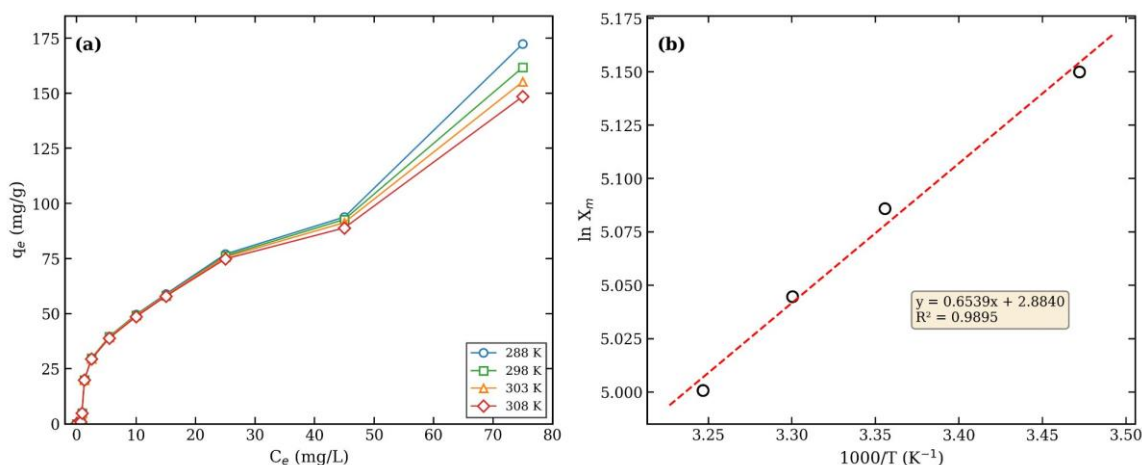 (a)
q_e (mg/g)
175
150
125
100
75
50
25
0
0 10 20 30 40 50 60 70 80
C_e (mg/L)
288 K
298 K
303 K
308 K
(b)
ln X_m
5.175
5.150
5.125
5.100
5.075
5.050
5.025
5.000
y = 0.6539x + 2.8840
R² = 0.9895
3.25 3.30 3.35 3.40 3.45 3.50
1000/T (K⁻¹)